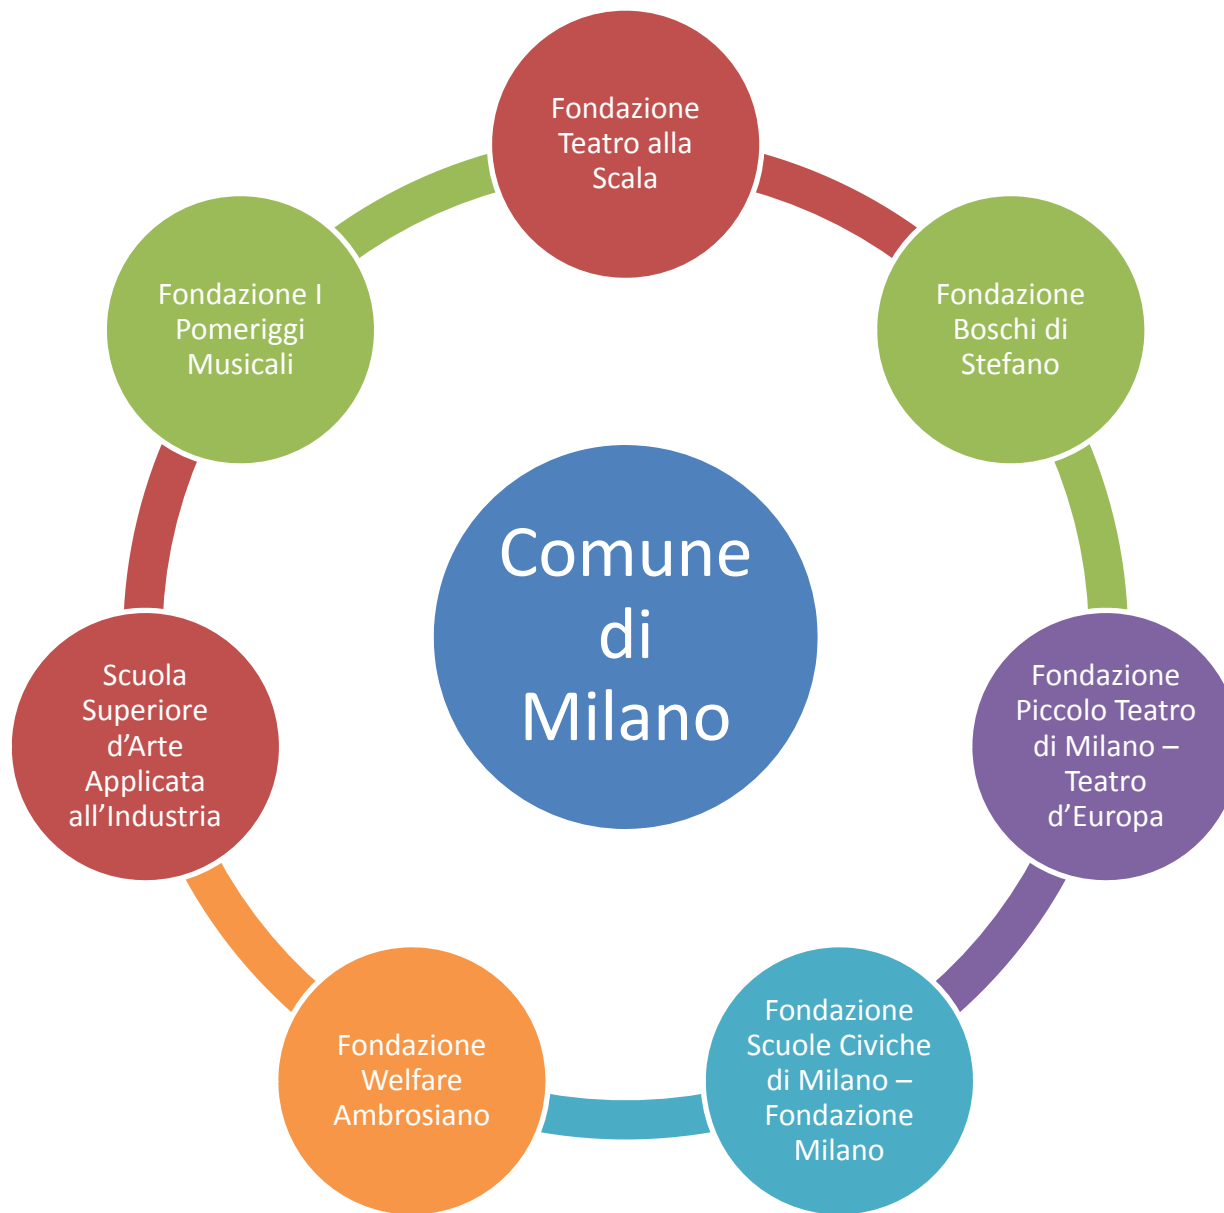 Fondazione
Teatro alla
Scala
Fondazione
Boschi di
Stefano
Fondazione
Piccolo Teatro
di Milano –
Teatro
d’Europa
Fondazione
Scuole Civiche
di Milano –
Fondazione
Milano
Fondazione
Welfare
Ambrosiano
Scuola
Superiore
d’Arte
Applicata
all’Industria
Fondazione I
Pomeriggi
Musicali
Comune
di
Milano